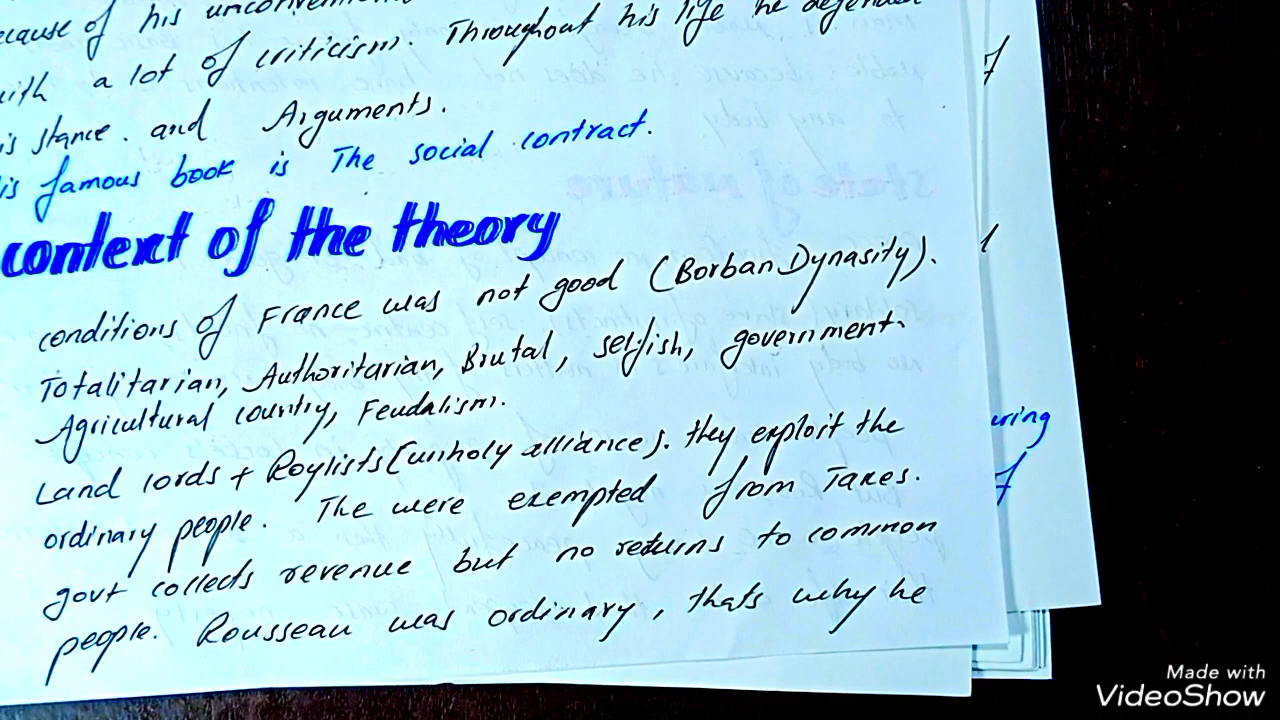 because of his unconventional
with a lot of criticism. Throughout his life he defended
his stance. and Arguments.
His famous book is The social contract.
context of the theory
conditions of France was not good (Borban Dynasity).
Totalitarian, Authoritarian, Brutal, selfish, government.
Agricultural country, Feudalism.
Land lords + Roylists [unholy alliance]. they exploit the
ordinary people. The were exempted from Taxes.
govt collects revenue but no returns to common
people. Rousseau was ordinary, thats why he
Made with
VideoShow